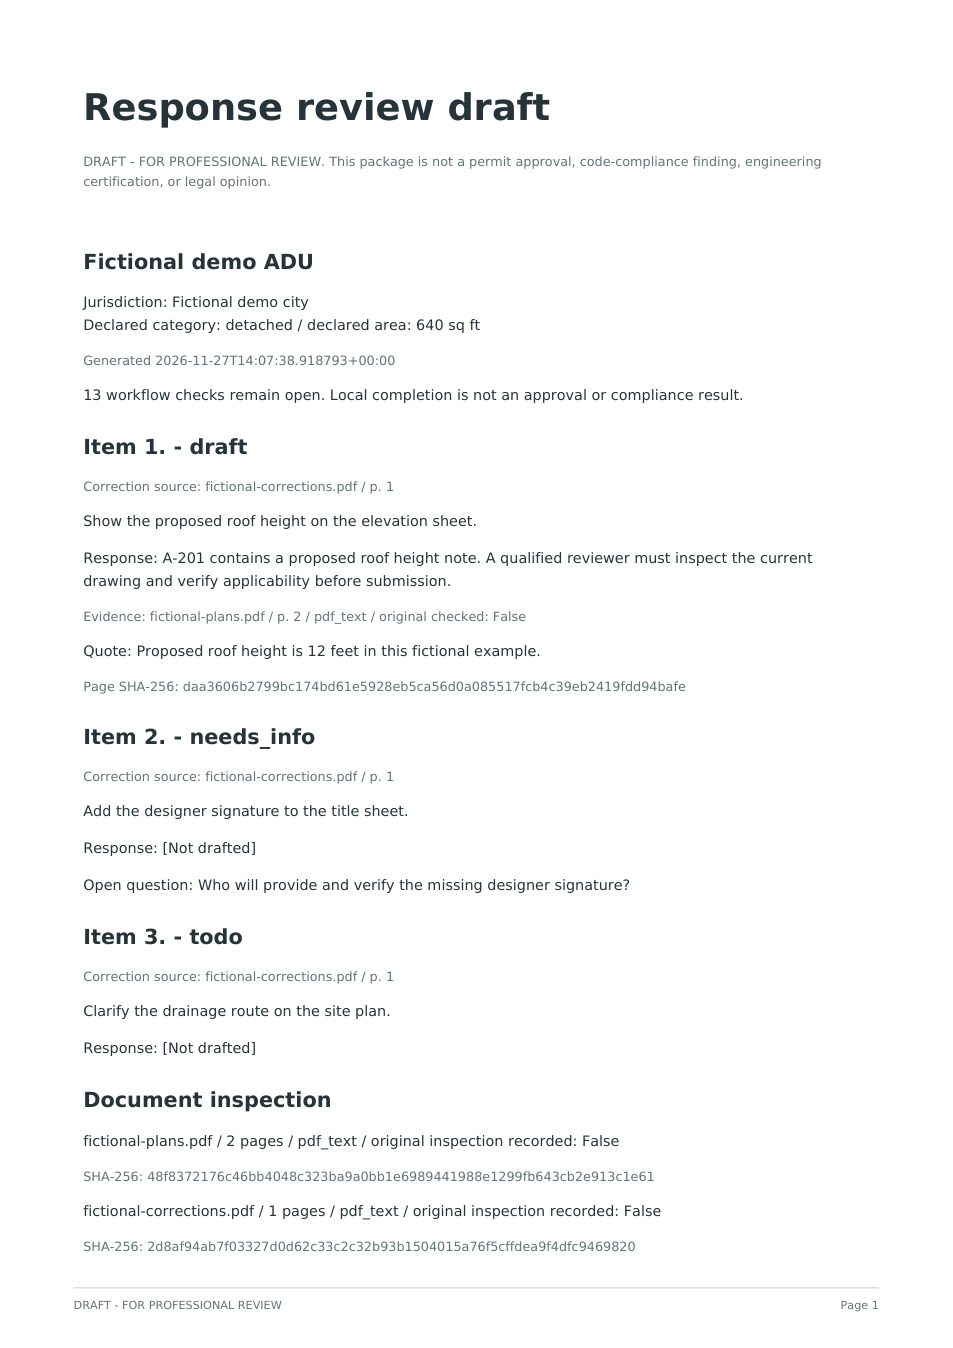 Response review draft
DRAFT - FOR PROFESSIONAL REVIEW. This package is not a permit approval, code-compliance finding, engineering
certification, or legal opinion.
Fictional demo ADU
Jurisdiction: Fictional demo city
Declared category: detached / declared area: 640 sq ft
Generated 2026-11-27T14:07:38.918793+00:00
13 workflow checks remain open. Local completion is not an approval or compliance result.
Item 1. - draft
Correction source: fictional-corrections.pdf / p. 1
Show the proposed roof height on the elevation sheet.
Response: A-201 contains a proposed roof height note. A qualified reviewer must inspect the current
drawing and verify applicability before submission.
Evidence: fictional-plans.pdf / p. 2 / pdf_text / original checked: False
Quote: Proposed roof height is 12 feet in this fictional example.
Page SHA-256: daa3606b2799bc174bd61e5928eb5ca56d0a085517fcb4c39eb2419fdd94bafe
Item 2. - needs_info
Correction source: fictional-corrections.pdf / p. 1
Add the designer signature to the title sheet.
Response: [Not drafted]
Open question: Who will provide and verify the missing designer signature?
Item 3. - todo
Correction source: fictional-corrections.pdf / p. 1
Clarify the drainage route on the site plan.
Response: [Not drafted]
Document inspection
fictional-plans.pdf / 2 pages / pdf_text / original inspection recorded: False
SHA-256: 48f8372176c46bb4048c323ba9a0bb1e6989441988e1299fb643cb2e913c1e61
fictional-corrections.pdf / 1 pages / pdf_text / original inspection recorded: False
SHA-256: 2d8af94ab7f03327d0d62c33c2c32b93b1504015a76f5cffdea9f4dfc9469820
DRAFT - FOR PROFESSIONAL REVIEW
Page 1